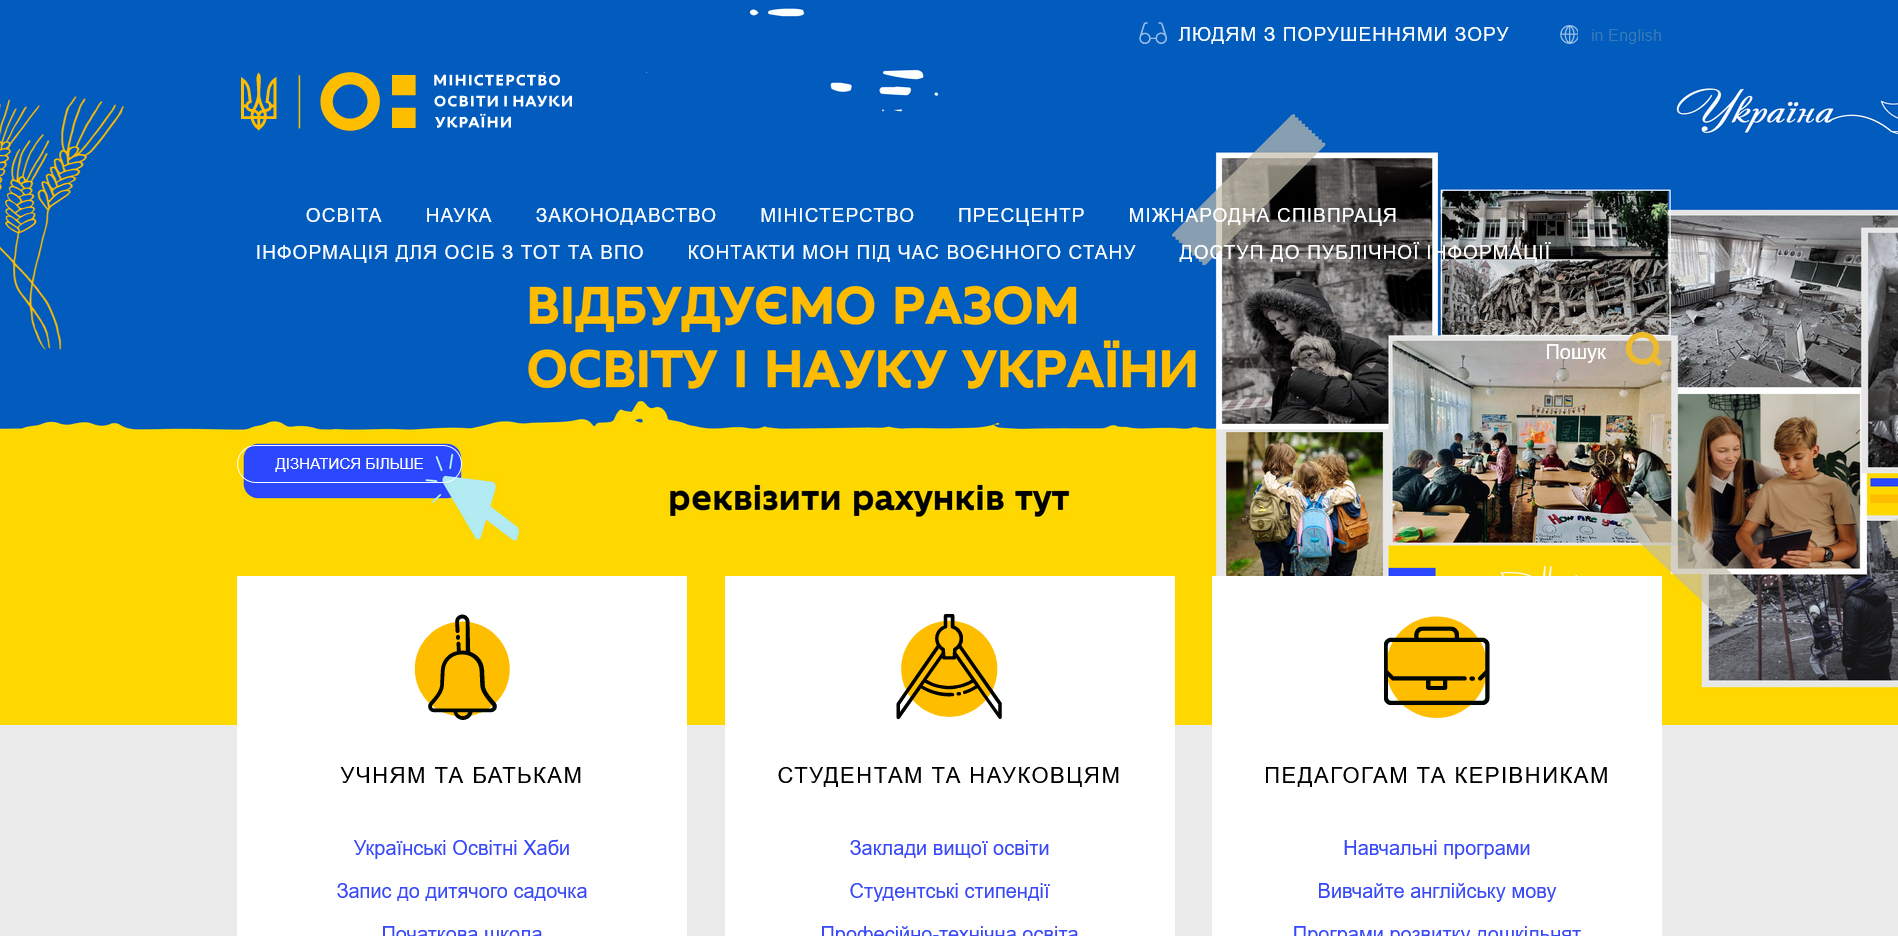 ЛЮДЯМ З ПОРУШЕННЯМИ ЗОРУ
in English
МІНІСТЕРСТВО
ОСВІТИ І НАУКИ
УКРАЇНИ
Україна
ОСВІТА НАУКА ЗАКОНОДАВСТВО МІНІСТЕРСТВО ПРЕСЦЕНТР МІЖНАРОДНА СПІВПРАЦЯ
ІНФОРМАЦІЯ ДЛЯ ОСІБ З ТОТ ТА ВПО КОНТАКТИ МОН ПІД ЧАС ВОЄННОГО СТАНУ ДОСТУП ДО ПУБЛІЧНОЇ ІНФОРМАЦІЇ
ВІДБУДУЄМО РАЗОМ
ОСВІТУ І НАУКУ УКРАЇНИ
Пошук
ДІЗНАТИСЯ БІЛЬШЕ
реквізити рахунків тут
HOW ARE YOU?
УЧНЯМ ТА БАТЬКАМ
Українські Освітні Хаби
Запис до дитячого садочка
Початкова школа
СТУДЕНТАМ ТА НАУКОВЦЯМ
Заклади вищої освіти
Студентські стипендії
Професійно-технічна освіта
ПЕДАГОГАМ ТА КЕРІВНИКАМ
Навчальні програми
Вивчайте англійську мову
Програми розвитку дошкільнят